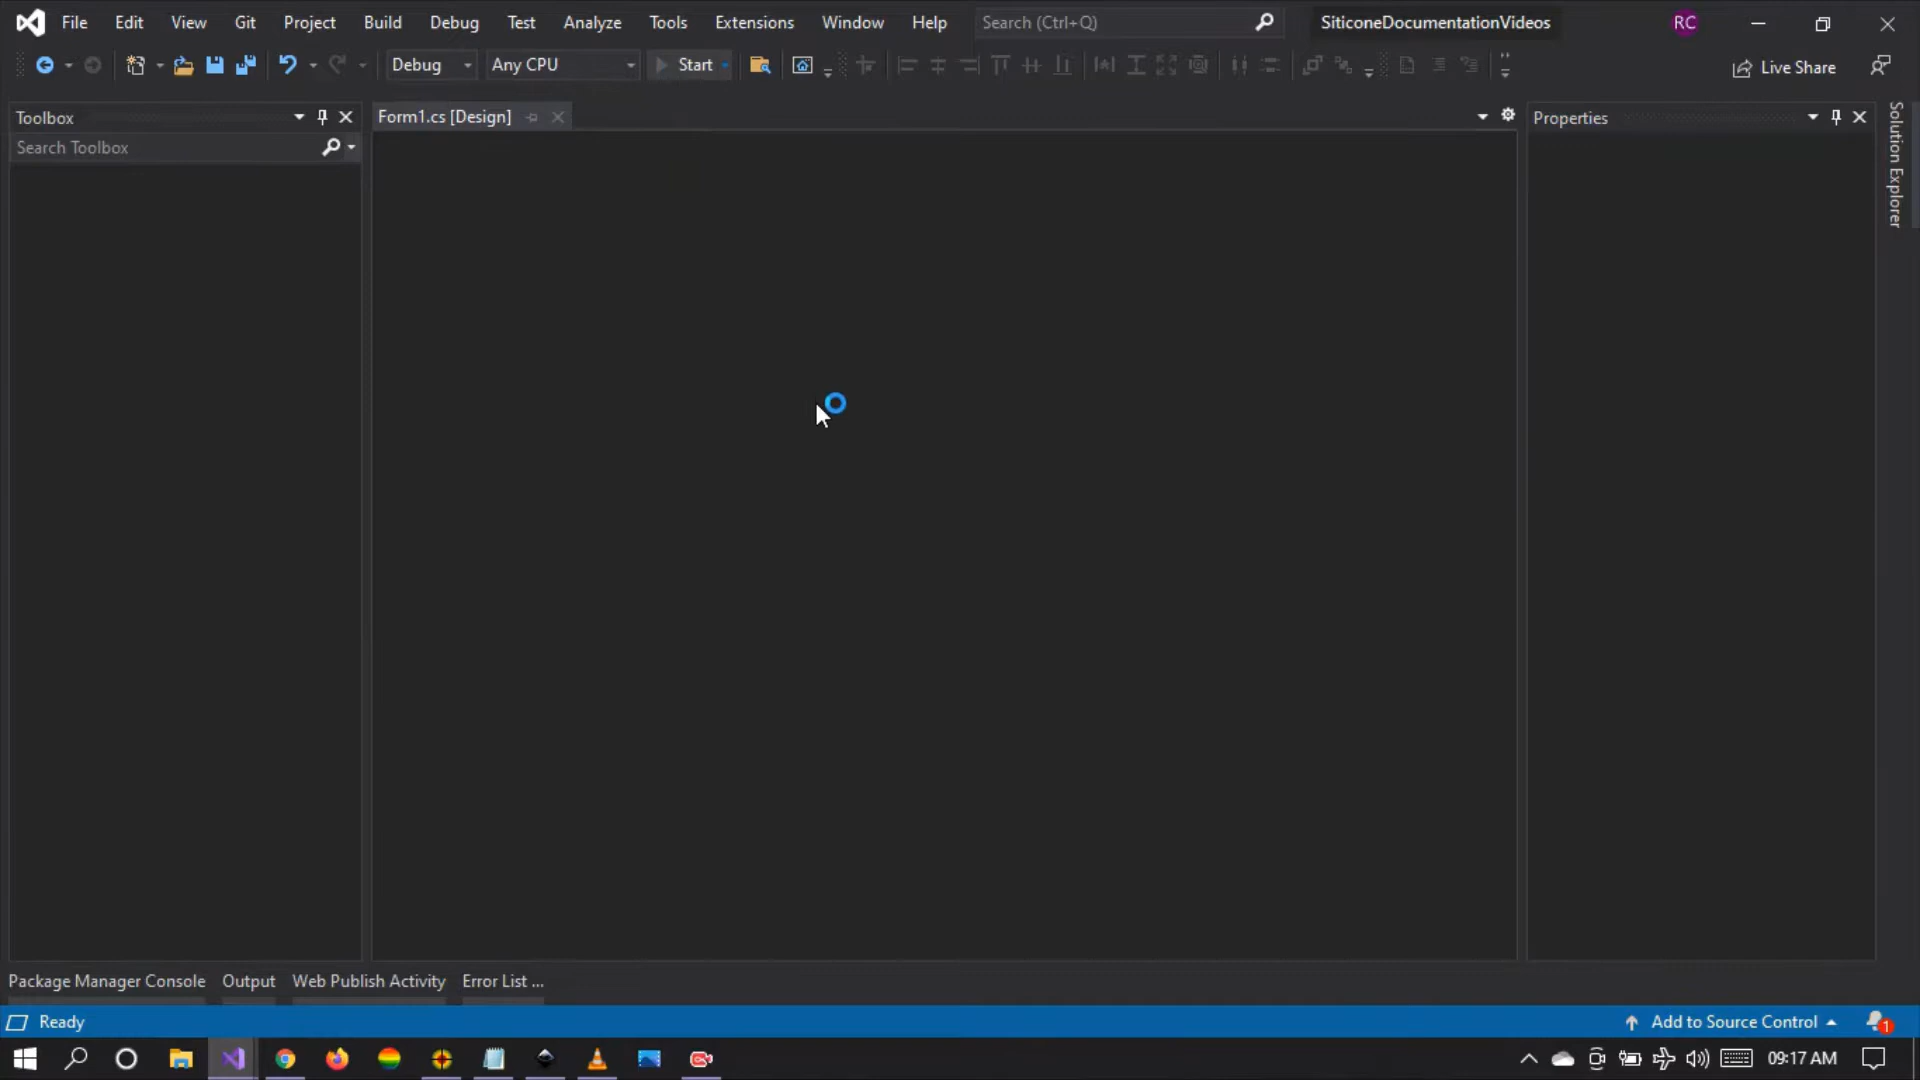 File Edit View Git Project Build Debug Test Analyze Tools Extensions Window Help Search (Ctrl+Q) SiticoneDocumentationVideos RC
Debug Any CPU Start Live Share
Toolbox
Search Toolbox
Form1.cs [Design]
Properties
Solution Explorer
Package Manager Console Output Web Publish Activity Error List ...
Ready Add to Source Control 1
09:17 AM